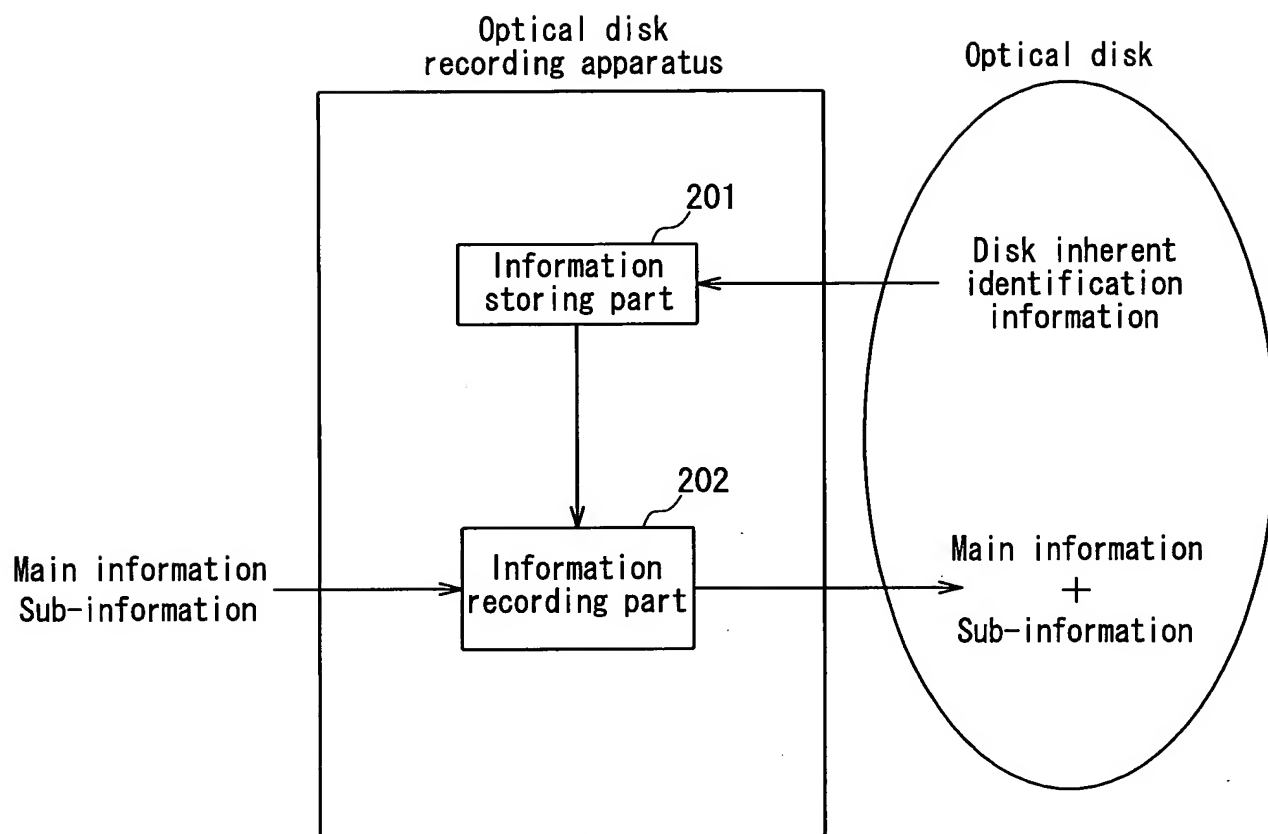 Optical disk
recording apparatus
Optical disk
201
Information
storing part
Disk inherent
identification
information
202
Main information
Sub-information
Information
recording part
Main information
+
Sub-information